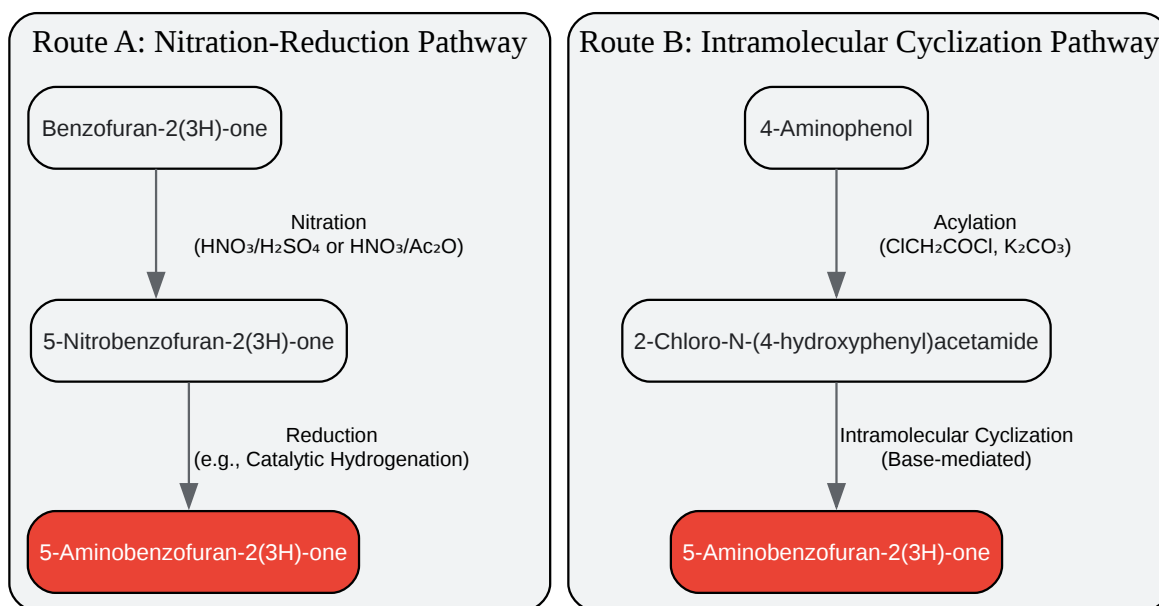 Route A: Nitration-Reduction Pathway
Benzofuran-2(3H)-one
Nitration
(HNO₃/H₂SO₄ or HNO₃/Ac₂O)
5-Nitrobenzofuran-2(3H)-one
Reduction
(e.g., Catalytic Hydrogenation)
5-Aminobenzofuran-2(3H)-one
Route B: Intramolecular Cyclization Pathway
4-Aminophenol
Acylation
(ClCH₂COCl, K₂CO₃)
2-Chloro-N-(4-hydroxyphenyl)acetamide
Intramolecular Cyclization
(Base-mediated)
5-Aminobenzofuran-2(3H)-one